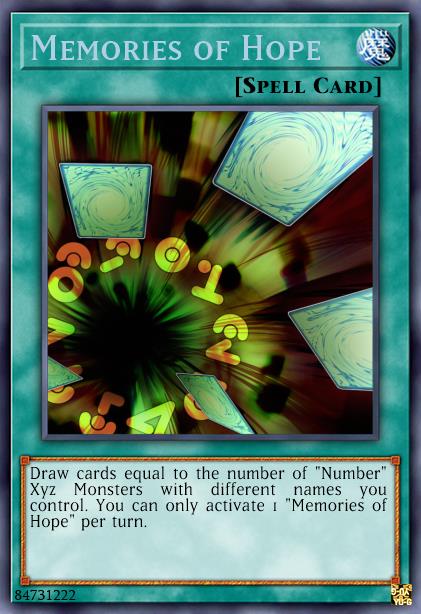 Memories of Hope
魔
[Spell Card]
Draw cards equal to the number of "Number"
Xyz Monsters with different names you
control. You can only activate 1 "Memories of
Hope" per turn.
84731222